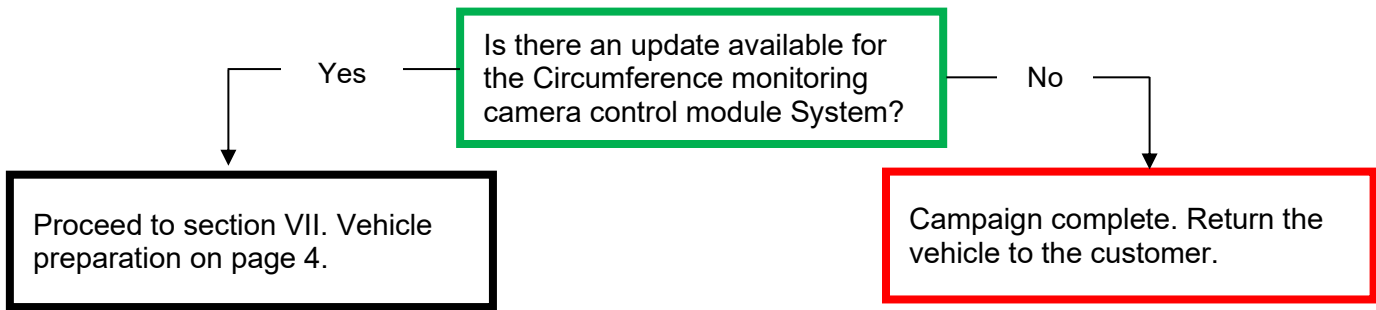 Is there an update available for
the Circumference monitoring
camera control module System?
Yes
No
Proceed to section VII. Vehicle
preparation on page 4.
Campaign complete. Return the
vehicle to the customer.